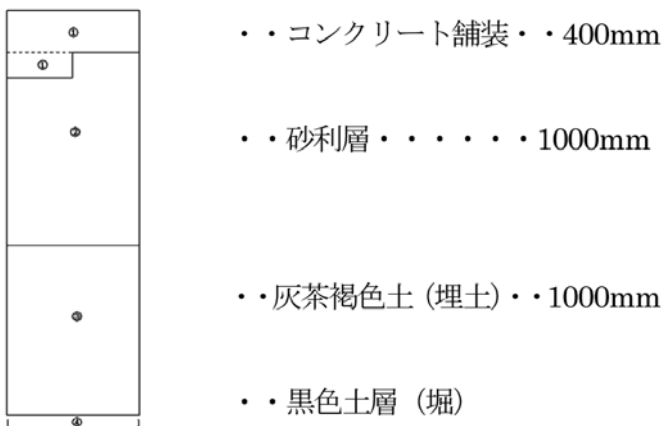 ① ・・コンクリート舗装・・400mm
①
② ・・砂利層・・・・・・1000mm
③ ・・灰茶褐色土（埋土）・・1000mm
④ ・・黒色土層（堀）